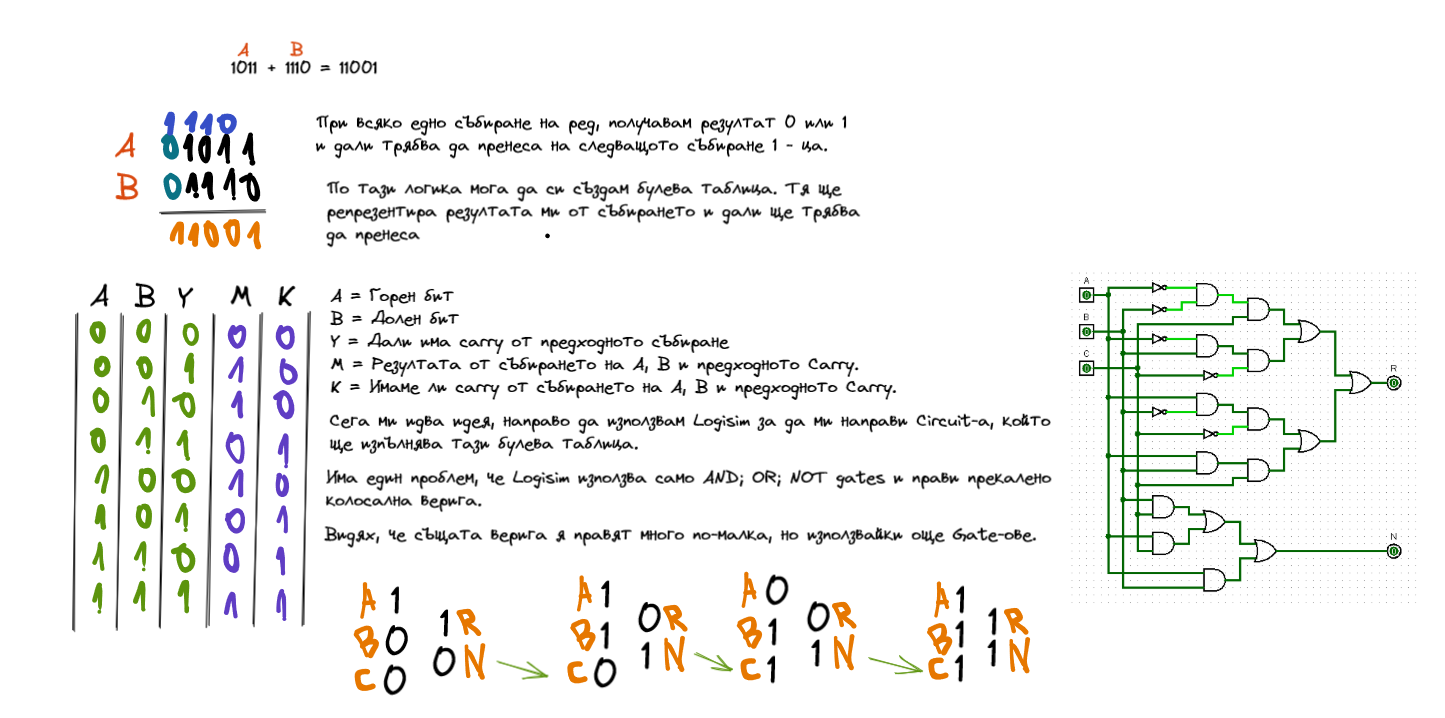 A B
1011 + 1110 = 11001
1110
A 01011
B 01110
11001
При всяко едно събиране на ред, получавам резултат 0 или 1
и дали трябва да пренеса на следващото събиране 1 - ца.
По тази логика мога да си създам булева таблица. Тя ще
репрезентира резултата ми от събирането и дали ще трябва
да пренеса
A B Y M K
0 0 0 0 0
0 0 1 1 0
0 1 0 1 0
0 1 1 0 1
1 0 0 1 0
1 0 1 0 1
1 1 0 0 1
1 1 1 1 1
A = Горен бит
B = Долен бит
Y = Дали има carry от предходното събиране
M = Резултата от събирането на A, B и предходното Carry.
K = Имаме ли carry от събирането на A, B и предходното Carry.
Сега ми идва идея, направо да използвам Logisim за да ми направи Circuit-а, който
ще изпълнява тази булева таблица.
Има един проблем, че Logisim използва само AND; OR; NOT gates и прави прекалено
колосална верига.
Видях, че същата верига я правят много по-малка, но използвайки още Gate-ове.
A 1
B 0 1 R
C 0 0 N
A 1
B 1 0 R
C 0 1 N
A 0
B 1 0 R
C 1 1 N
A 1
B 1 1 R
C 1 1 N
A
0
B
0
C
0
R
0
N
0